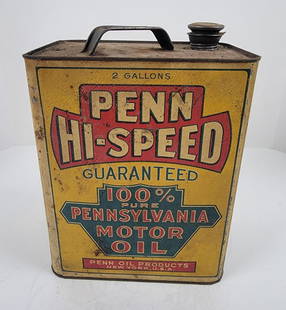 2 GALLONS
PENN
HI-SPEED
GUARANTEED
100%
PURE
PENNSYLVANIA
MOTOR
OIL
PENN OIL PRODUCTS
NEW YORK, U.S.A.